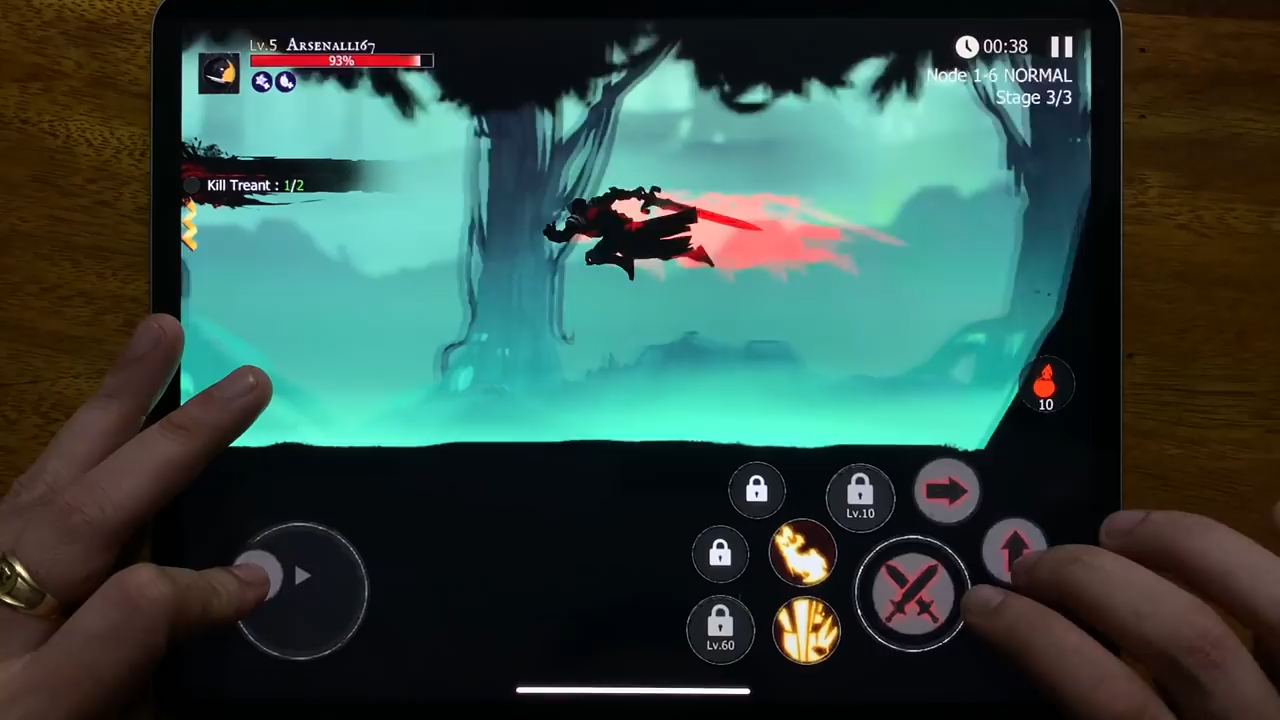 Lv.5 ARSENALL167
93%
00:38
Node 1-6 NORMAL
Stage 3/3
Kill Treant : 1/2
10
Lv.10
Lv.60